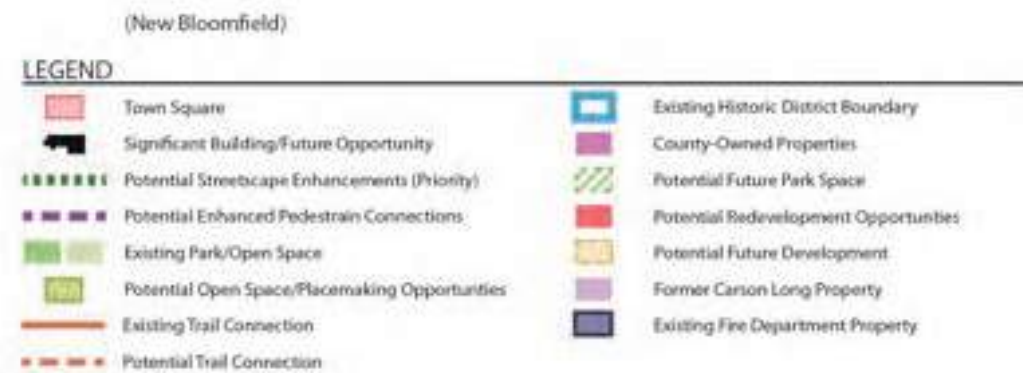 (New Bloomfield)
LEGEND
Town Square
Significant Building/Future Opportunity
Potential Streetscape Enhancements (Priority)
Potential Enhanced Pedestrain Connections
Existing Park/Open Space
Potential Open Space/Placemaking Opportunties
Existing Trail Connection
Potential Trail Connection
Existing Historic District Boundary
County-Owned Properties
Potential Future Park Space
Potential Redevelopment Opportunties
Potential Future Development
Former Carson Long Property
Existing Fire Department Property